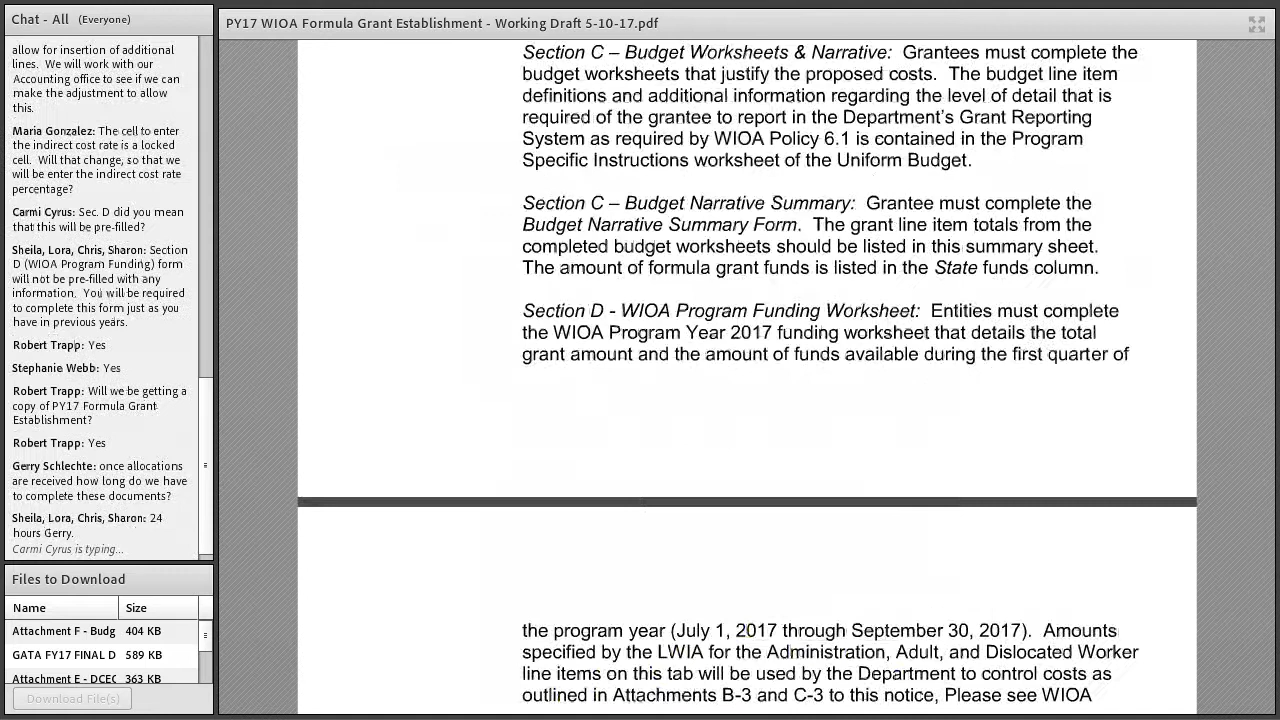 Chat - All (Everyone)
allow for insertion of additional
lines. We will work with our
Accounting office to see if we can
make the adjustment to allow
this.
Maria Gonzalez: The cell to enter
the indirect cost rate is a locked
cell. Will that change, so that we
will be enter the indirect cost rate
percentage?
Carmi Cyrus: Sec. D did you mean
that this will be pre-filled?
Sheila, Lora, Chris, Sharon: Section
D (WIOA Program Funding) form
will not be pre-filled with any
information. You will be required
to complete this form just as you
have in previous years.
Robert Trapp: Yes
Stephanie Webb: Yes
Robert Trapp: Will we be getting a
copy of PY17 Formula Grant
Establishment?
Robert Trapp: Yes
Gerry Schlechte: once allocations
are received how long do we have
to complete these documents?
Sheila, Lora, Chris, Sharon: 24
hours Gerry.
Carmi Cyrus is typing...
Files to Download
Name Size
Attachment F - Budg 404 KB
GATA FY17 FINAL D 589 KB
Attachment E - DCEC 363 KB
Download File(s)
PY17 WIOA Formula Grant Establishment - Working Draft 5-10-17.pdf
Section C – Budget Worksheets & Narrative: Grantees must complete the
budget worksheets that justify the proposed costs. The budget line item
definitions and additional information regarding the level of detail that is
required of the grantee to report in the Department's Grant Reporting
System as required by WIOA Policy 6.1 is contained in the Program
Specific Instructions worksheet of the Uniform Budget.
Section C – Budget Narrative Summary: Grantee must complete the
Budget Narrative Summary Form. The grant line item totals from the
completed budget worksheets should be listed in this summary sheet.
The amount of formula grant funds is listed in the State funds column.
Section D - WIOA Program Funding Worksheet: Entities must complete
the WIOA Program Year 2017 funding worksheet that details the total
grant amount and the amount of funds available during the first quarter of
the program year (July 1, 2017 through September 30, 2017). Amounts
specified by the LWIA for the Administration, Adult, and Dislocated Worker
line items on this tab will be used by the Department to control costs as
outlined in Attachments B-3 and C-3 to this notice, Please see WIOA